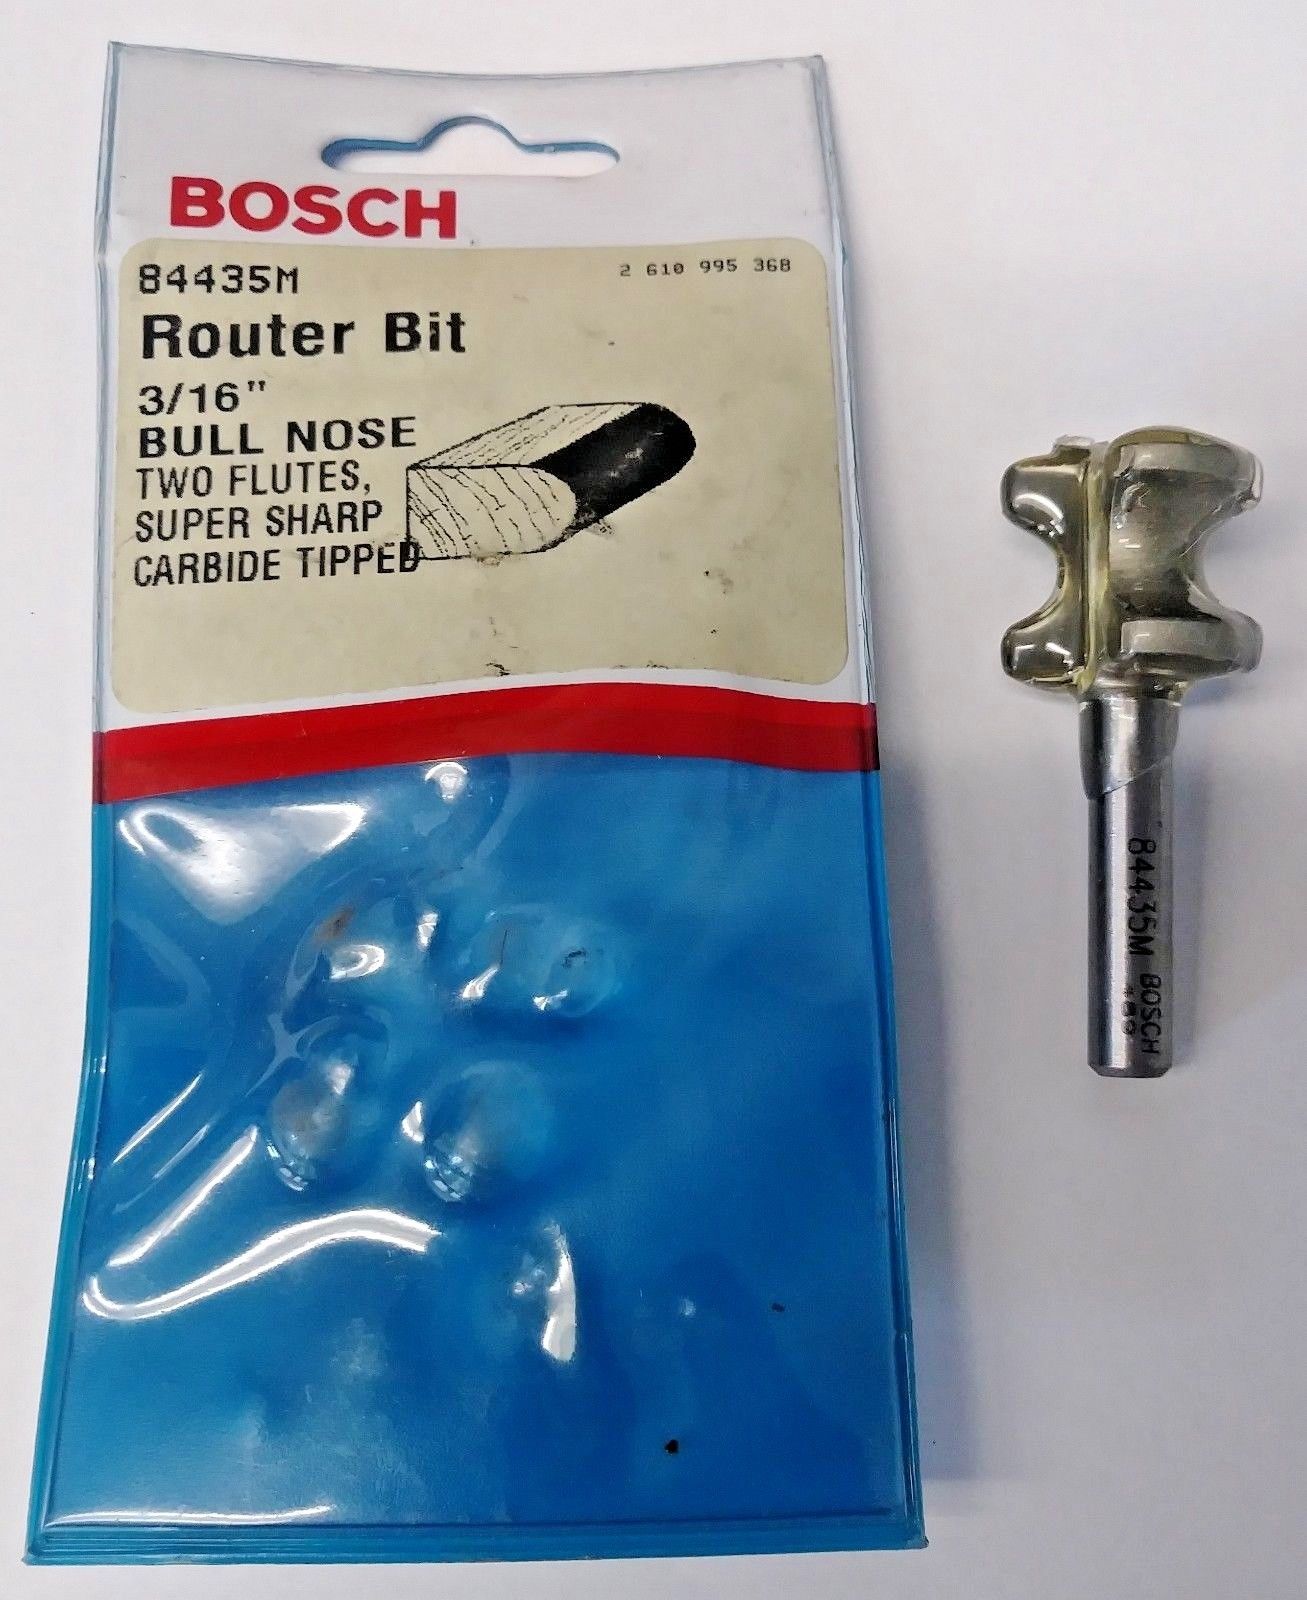 BOSCH
84435M
2 610 995 368
Router Bit
3/16"
BULL NOSE
TWO FLUTES,
SUPER SHARP
CARBIDE TIPPED
84435M BOSCH